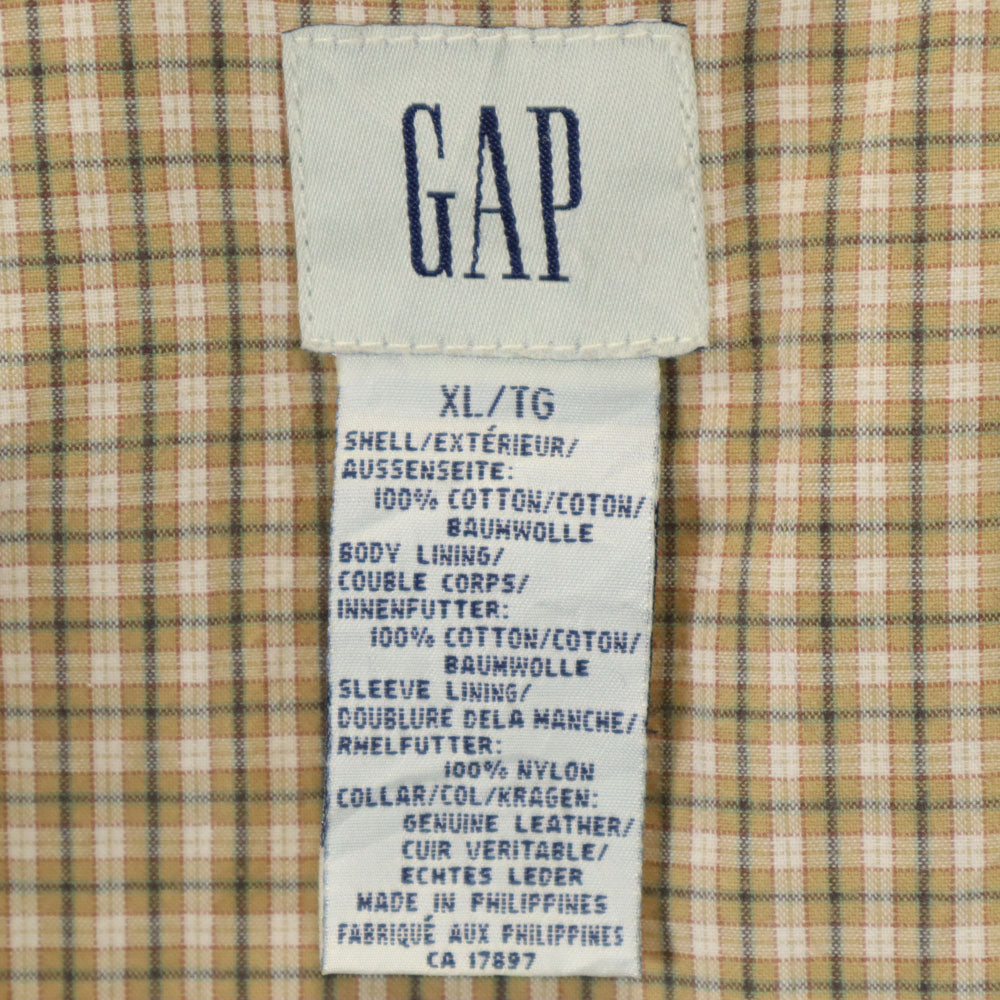 GAP
XL/TG
SHELL/EXTÉRIEUR/
AUSSENSEITE:
100% COTTON/COTON/
BAUMWOLLE
BODY LINING/
COUBLE CORPS/
INNENFUTTER:
100% COTTON/COTON/
BAUMWOLLE
SLEEVE LINING/
DOUBLURE DELA MANCHE/
RMELFUTTER:
100% NYLON
COLLAR/COL/KRAGEN:
GENUINE LEATHER/
CUIR VERITABLE/
ECHTES LEDER
MADE IN PHILIPPINES
FABRIQUÉ AUX PHILIPPINES
CA 17897